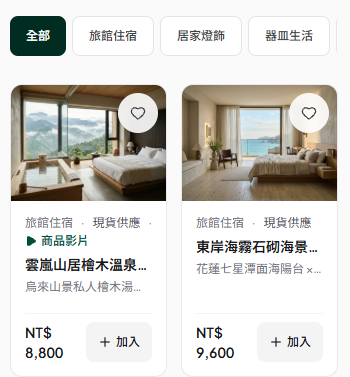 全部
旅館住宿
居家燈飾
器皿生活
旅館住宿 · 現貨供應 ·
商品影片
雲嵐山居檜木溫泉...
烏來山景私人檜木湯...
NT$
8,800
+ 加入
旅館住宿 · 現貨供應
東岸海霧石砌海景...
花蓮七星潭面海陽台 ×...
NT$
9,600
+ 加入